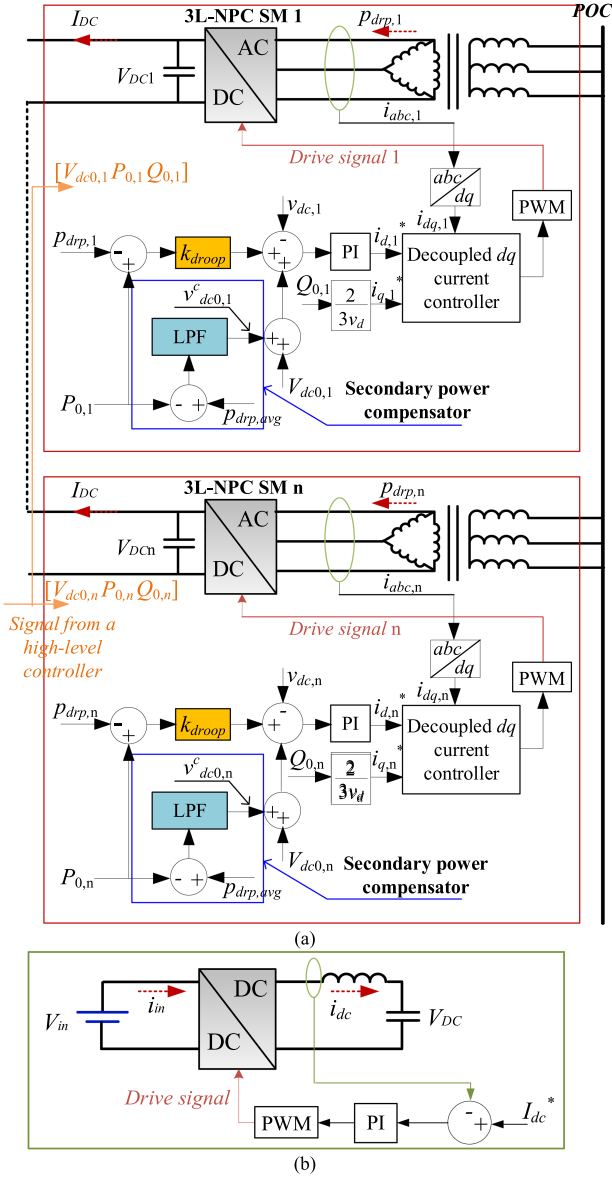 3L-NPC SM 1
POC
I_DC
p_drp,1
AC
V_DC1
DC
i_abc,1
Drive signal 1
[V_dc0,1 P_0,1 Q_0,1]
abc
dq
v_dc,1
PWM
p_drp,1
i_dq,1
-
k_droop
-
+
+
PI
i_d,1*
Decoupled dq
current
controller
Q_0,1
2
3v_d
i_q,1*
v^c_dc0,1
LPF
+
+
V_dc0,1
P_0,1
- +
p_drp,avg
Secondary power
compensator
3L-NPC SM n
I_DC
p_drp,n
AC
V_DCn
DC
i_abc,n
[V_dc0,n P_0,n Q_0,n]
Signal from a
high-level
controller
Drive signal n
abc
dq
v_dc,n
PWM
p_drp,n
i_dq,n
-
k_droop
-
+
+
PI
i_d,n*
Decoupled dq
current
controller
Q_0,n
2
3v_d
i_q,n*
v^c_dc0,n
LPF
+
+
V_dc0,n
P_0,n
- +
p_drp,avg
Secondary power
compensator
(a)
i_in
DC
i_dc
V_in
DC
V_DC
Drive signal
PWM
PI
-
+
I_dc*
(b)